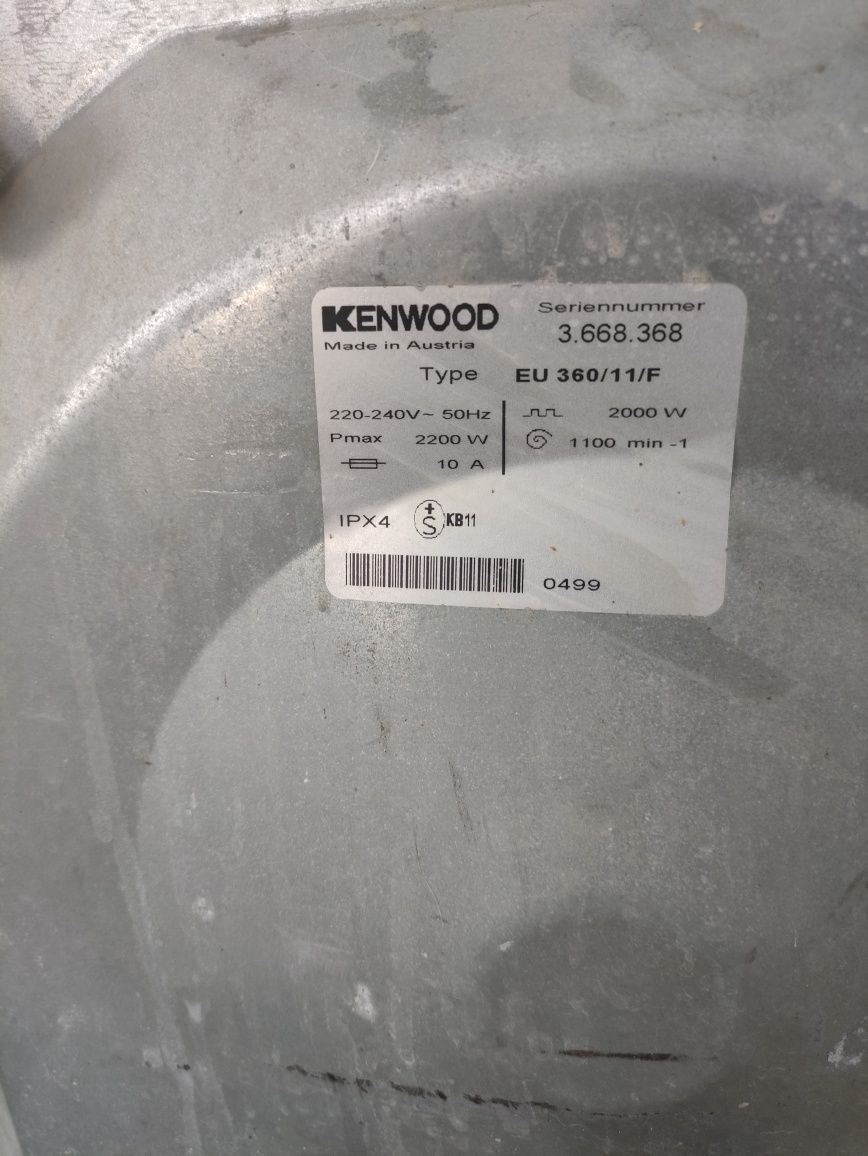 KENWOOD
Made in Austria
Seriennummer
3.668.368
Type EU 360/11/F
220-240V~ 50Hz
Pmax 2200 W
10 A
2000 W
1100 min -1
IPX4 +S KB11
0499